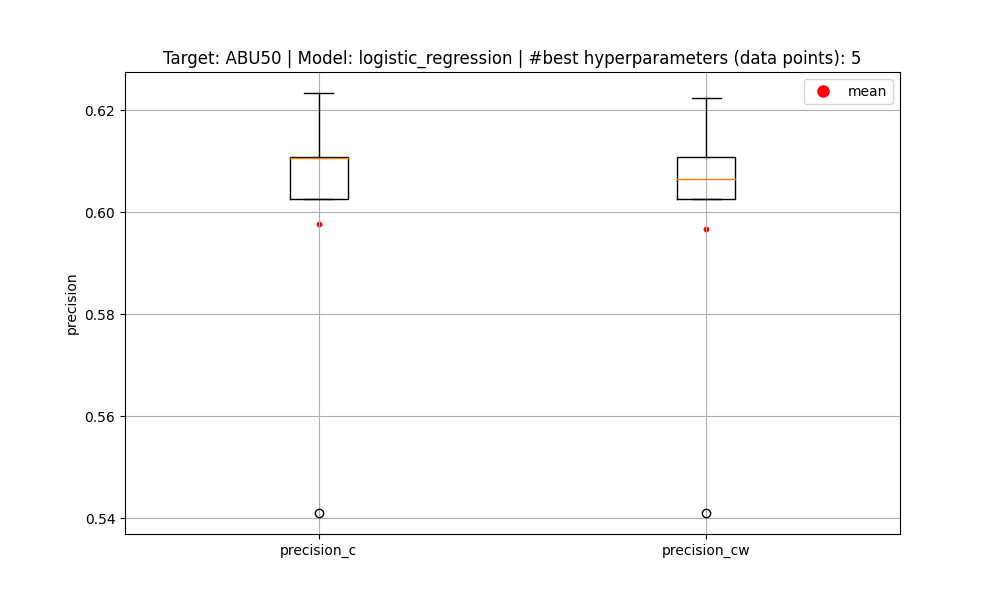 Target: ABU50 | Model: logistic_regression | #best hyperparameters (data points): 5
mean
0.62
0.60
0.58
0.56
0.54
precision
precision_c
precision_cw